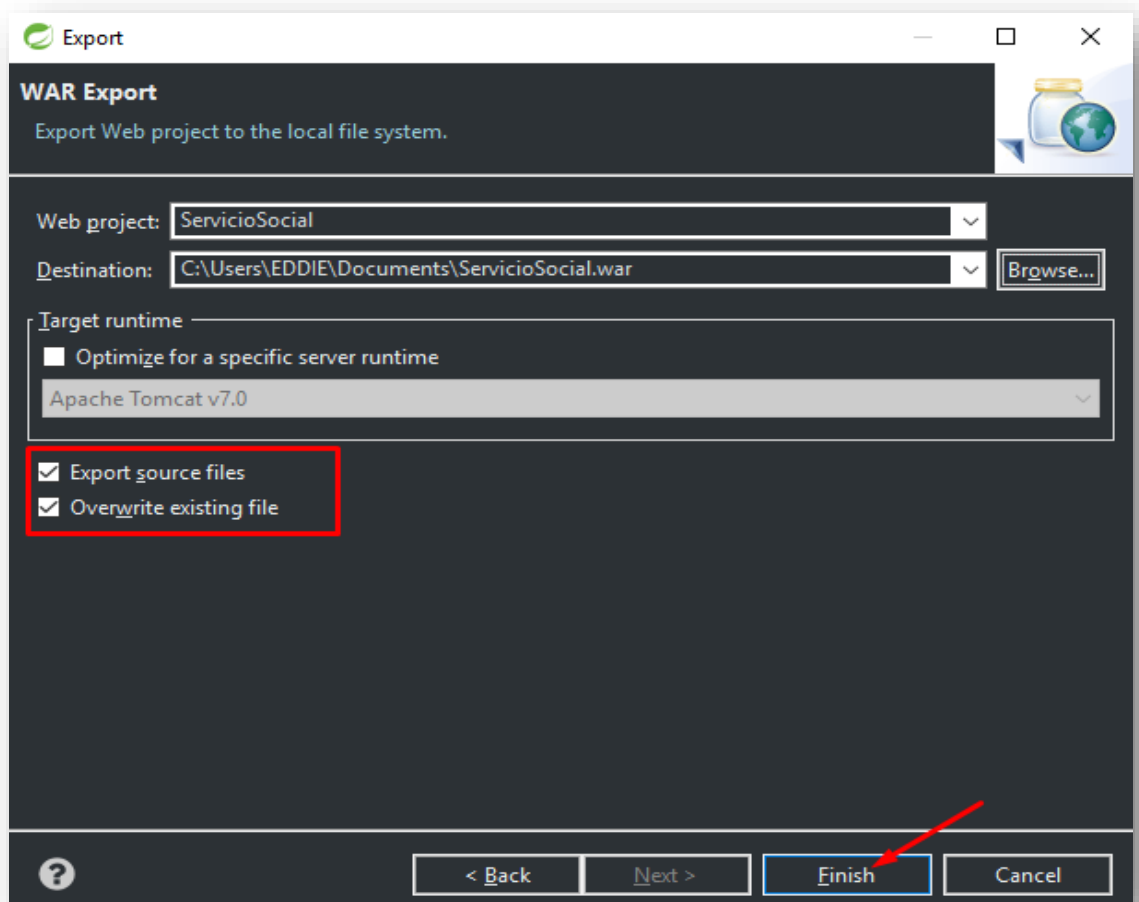 Export
WAR Export
Export Web project to the local file system.
Web project: ServicioSocial
Destination: C:\Users\EDDIE\Documents\ServicioSocial.war Browse...
Target runtime
Optimize for a specific server runtime
Apache Tomcat v7.0
Export source files
Overwrite existing file
? < Back Next > Finish Cancel